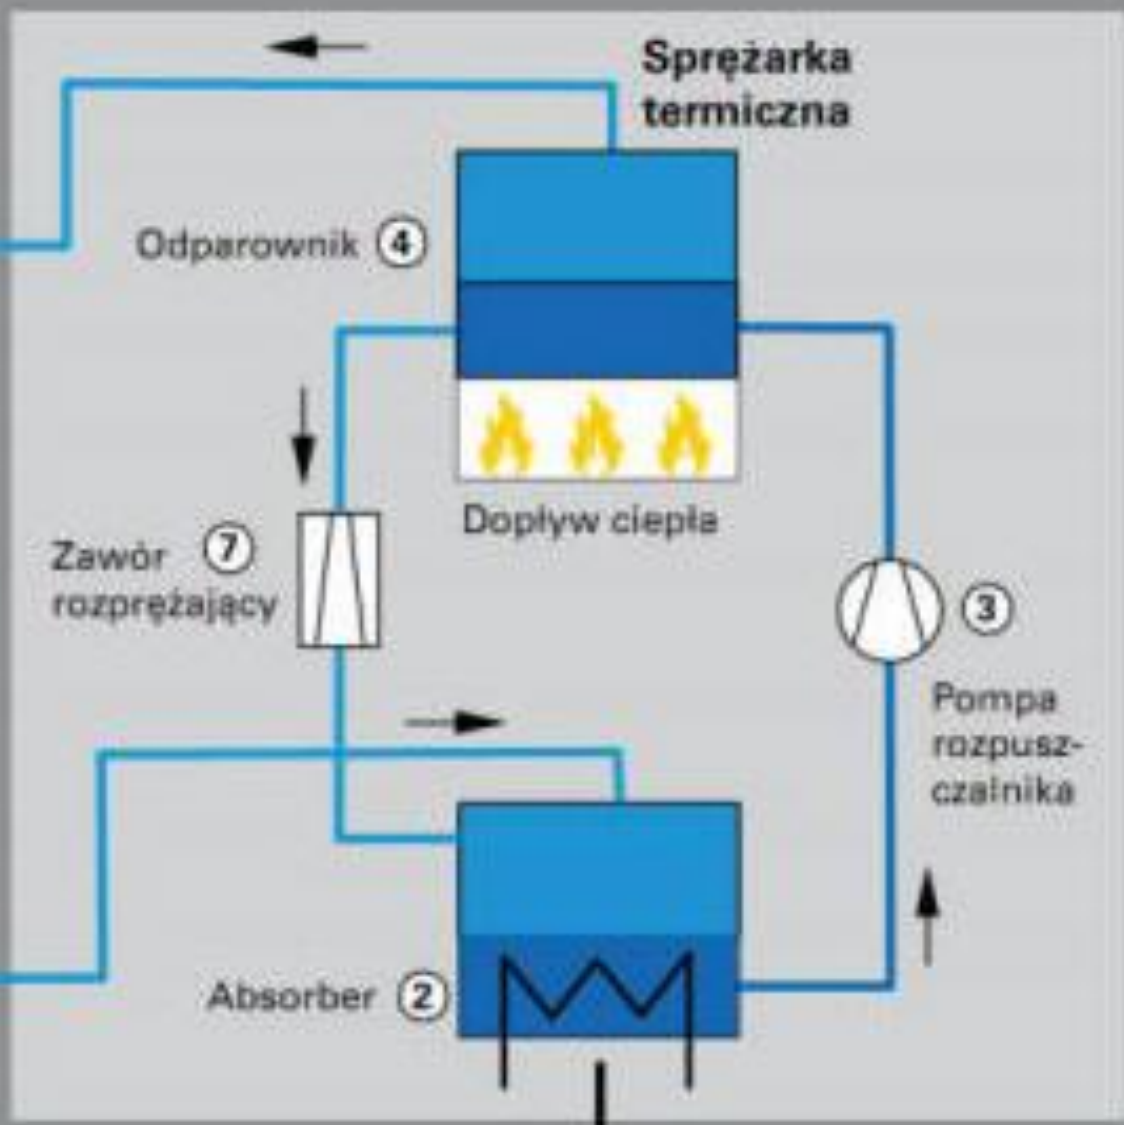 Sprężarka
termiczna
Odparownik 4
Dopływ ciepła
Zawór 7
rozprężający
3
Pompa
rozpusz-
czalnika
Absorber 2